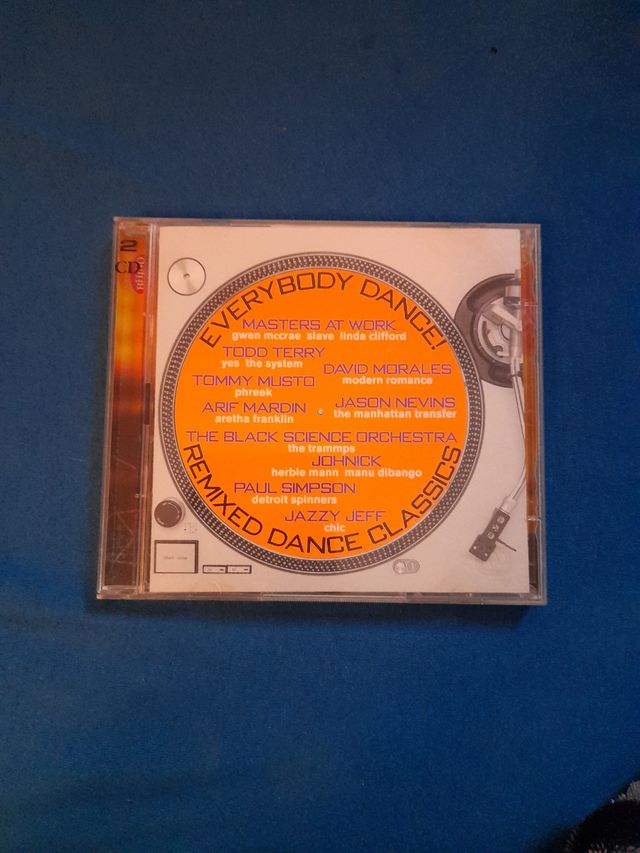 2
CD
RHINO
EVERYBODY DANCE!
MASTERS AT WORK
gwen mccrae slave linda clifford
TODD TERRY
yes the system
DAVID MORALES
modern romance
TOMMY MUSTO
phreek
JASON NEVINS
the manhattan transfer
ARIF MARDIN
aretha franklin
THE BLACK SCIENCE ORCHESTRA
the trammps
JOHNICK
herbie mann manu dibango
PAUL SIMPSON
detroit spinners
JAZZY JEFF
chic
REMIXED DANCE CLASSICS